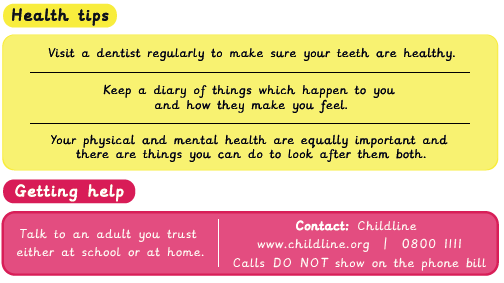 Health tips
Visit a dentist regularly to make sure your teeth are healthy.
Keep a diary of things which happen to you
and how they make you feel.
Your physical and mental health are equally important and
there are things you can do to look after them both.
Getting help
Talk to an adult you trust
either at school or at home.
Contact: Childline
www.childline.org | 0800 1111
Calls DO NOT show on the phone bill